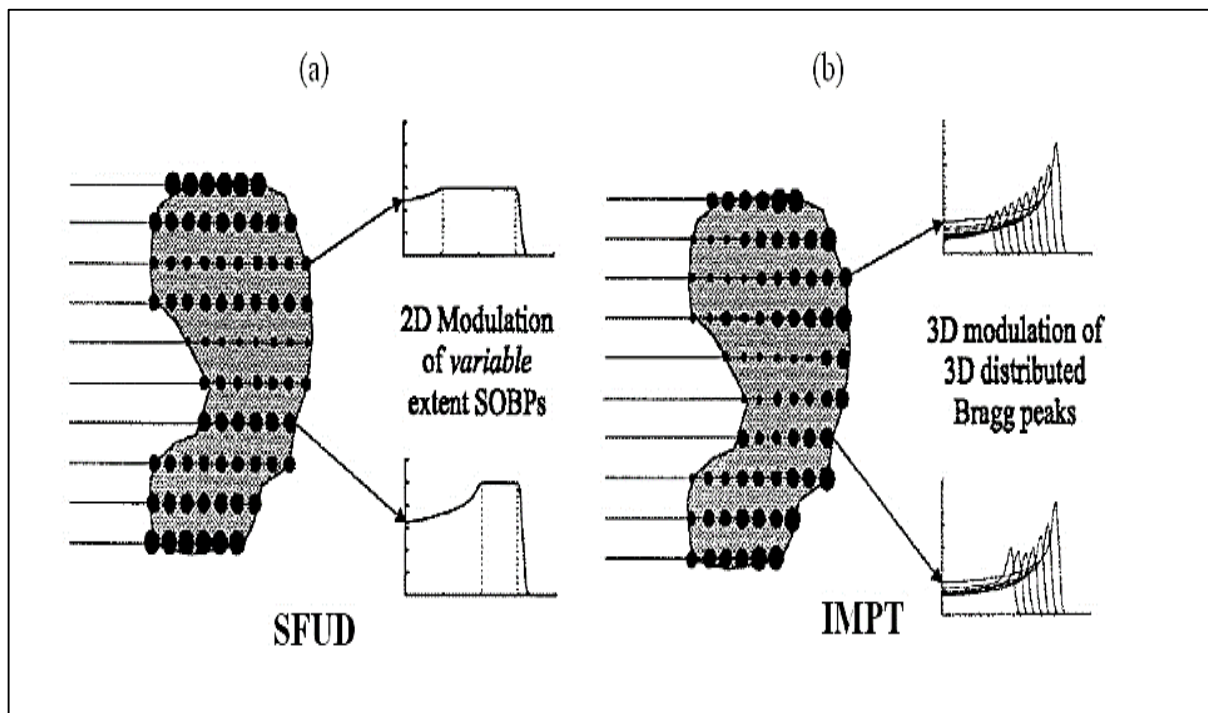 (a)
2D Modulation
of variable
extent SOBPs
SFUD
(b)
3D modulation of
3D distributed
Bragg peaks
IMPT